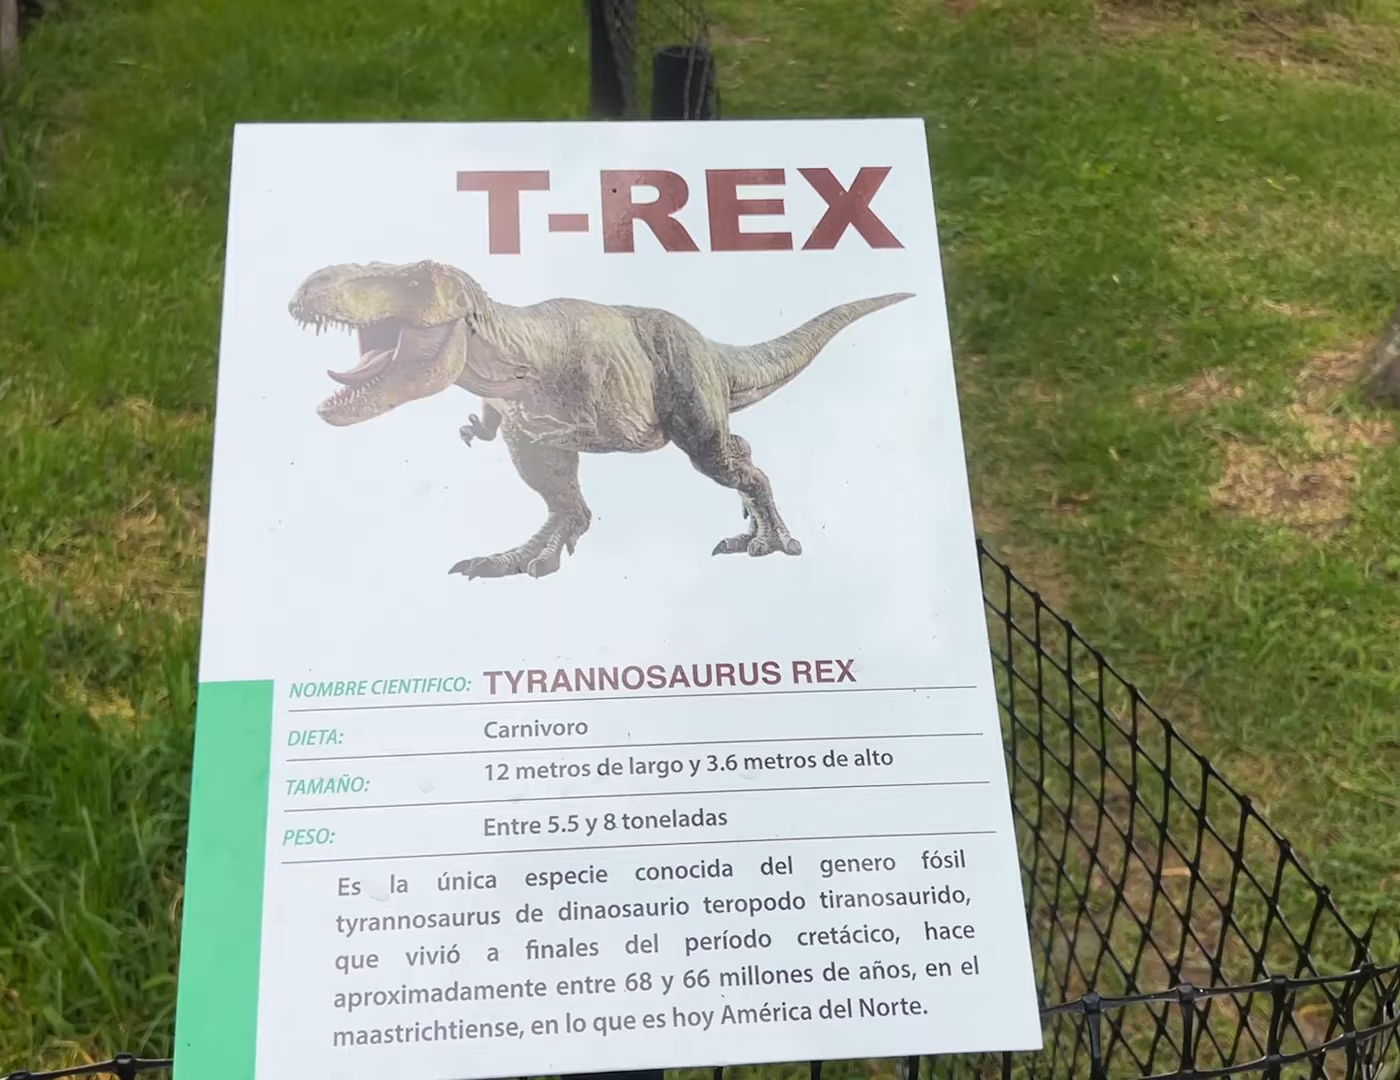 T-REX
NOMBRE CIENTIFICO: TYRANNOSAURUS REX
DIETA: Carnivoro
TAMAÑO: 12 metros de largo y 3.6 metros de alto
PESO: Entre 5.5 y 8 toneladas
Es la única especie conocida del genero fósil
tyrannosaurus de dinaosaurio teropodo tiranosaurido,
que vivió a finales del período cretácico, hace
aproximadamente entre 68 y 66 millones de años, en el
maastrichtiense, en lo que es hoy América del Norte.